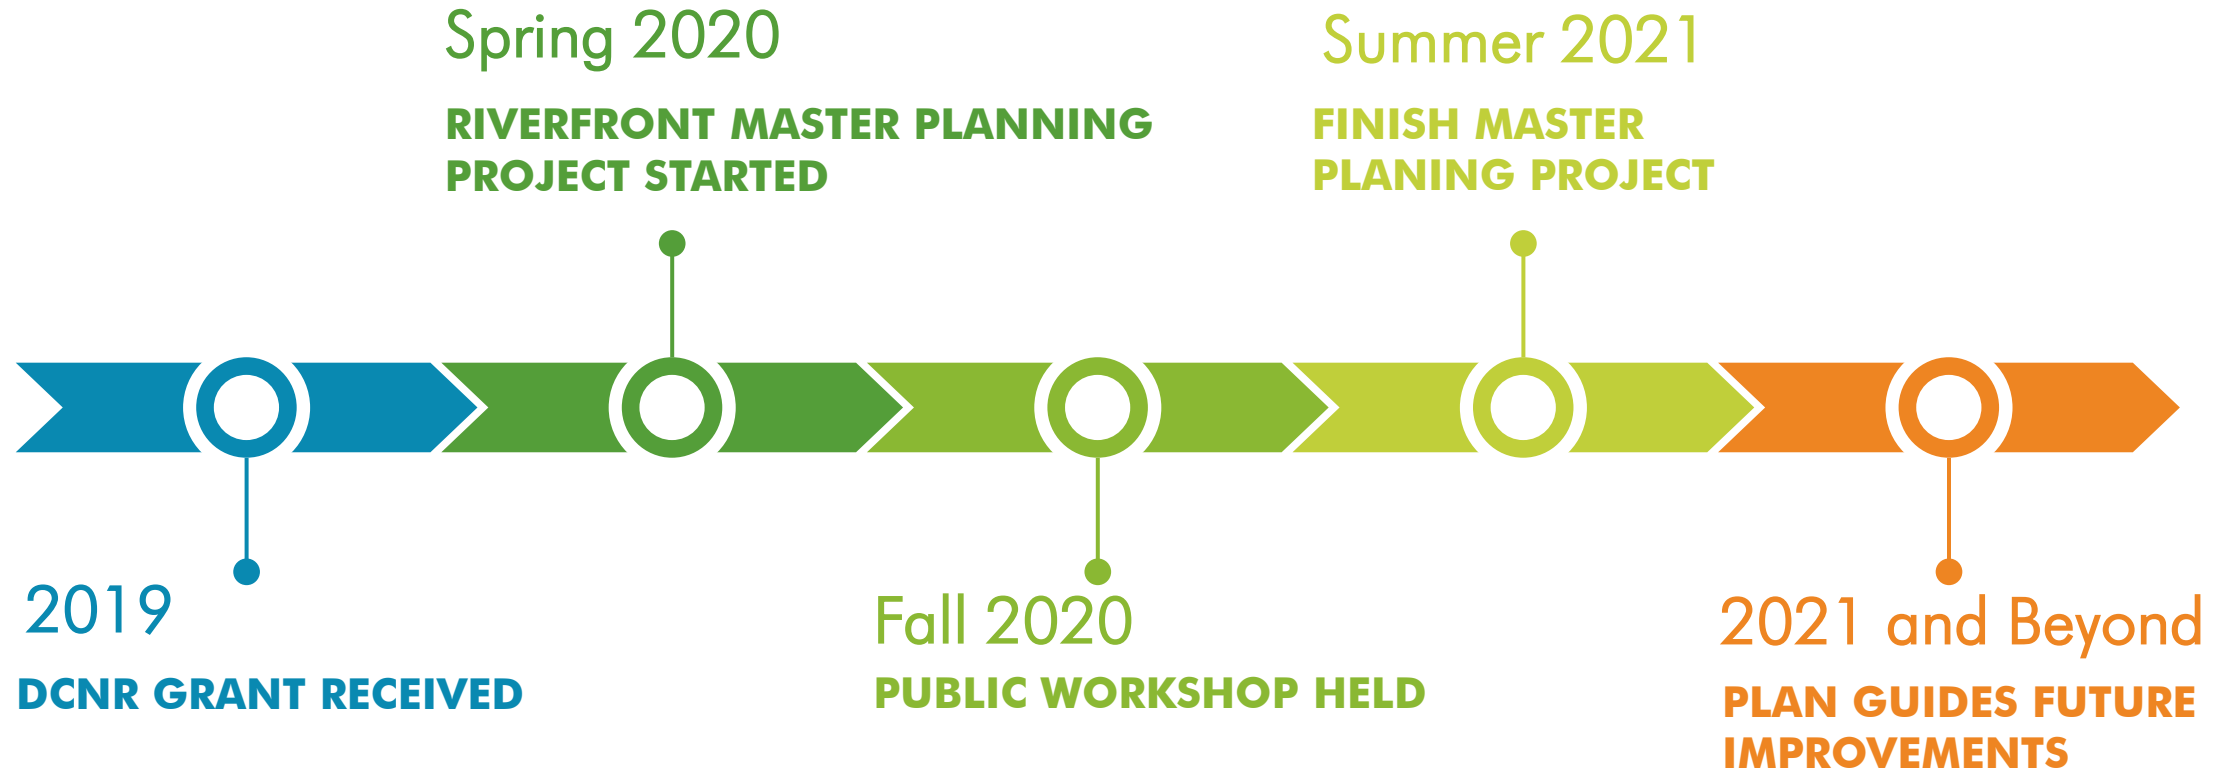 Spring 2020
RIVERFRONT MASTER PLANNING
PROJECT STARTED
Summer 2021
FINISH MASTER
PLANING PROJECT
2019
DCNR GRANT RECEIVED
Fall 2020
PUBLIC WORKSHOP HELD
2021 and Beyond
PLAN GUIDES FUTURE
IMPROVEMENTS